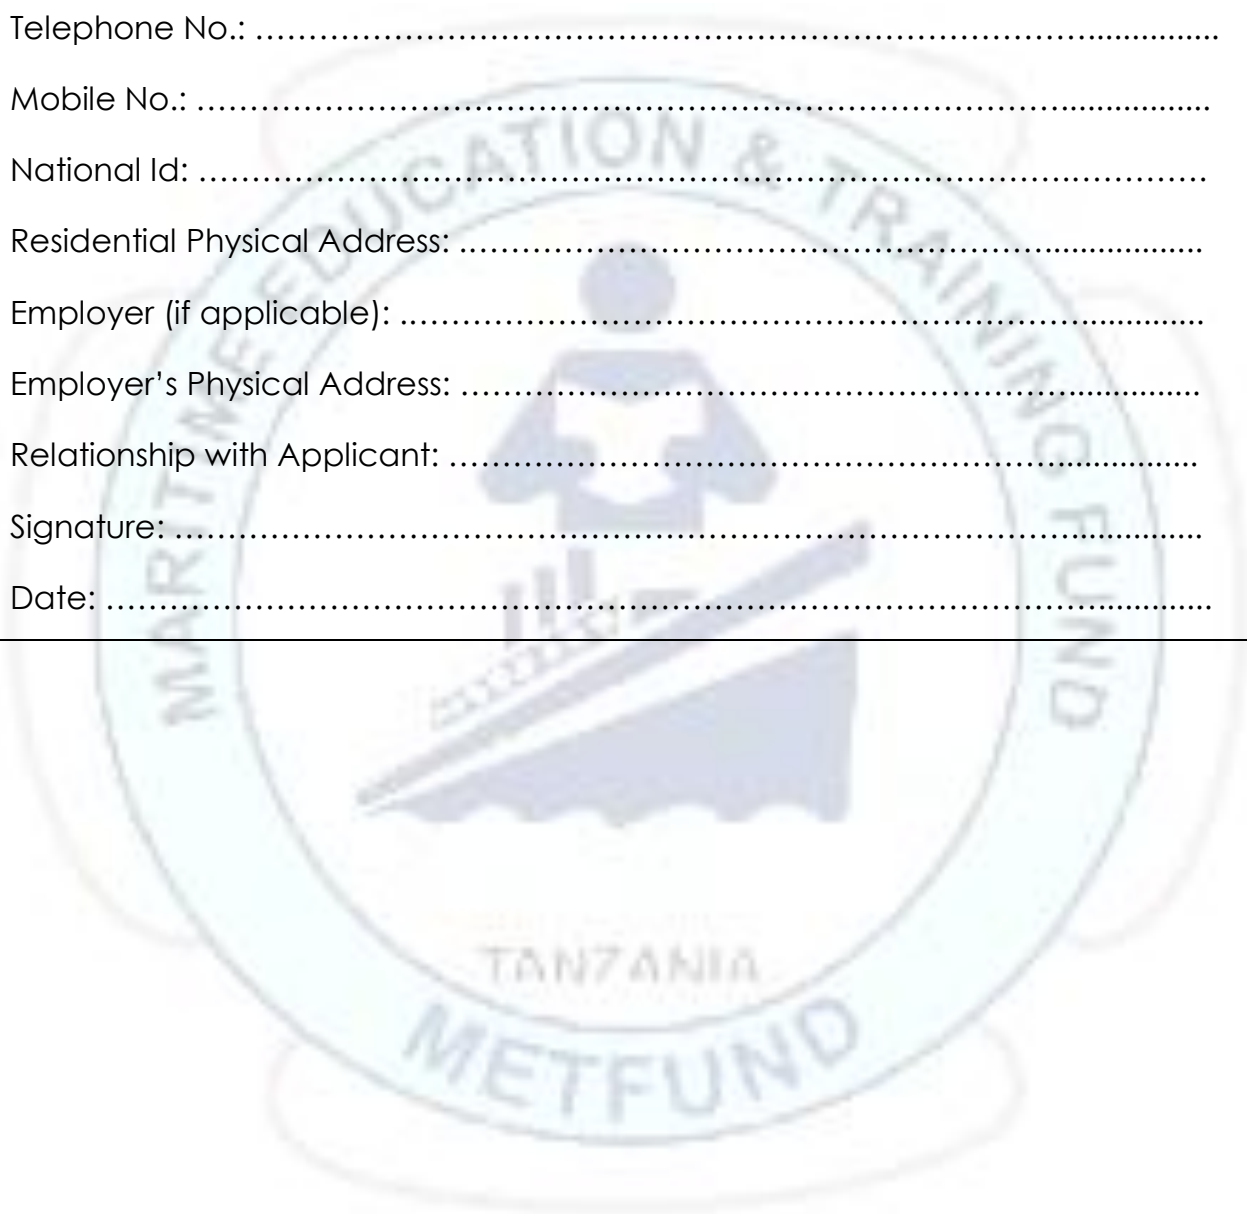 Telephone No.: ……………………………………………………………………………...............
Mobile No.: ………………………………………………………………………………..................
National Id: …………………………………………………………………………………….…………
Residential Physical Address: ………………………………………………………..................
Employer (if applicable): ………………………………………………………………..............
Employer’s Physical Address: …………………………………………………………...............
Relationship with Applicant: …………………………………………………………...............
Signature: ……………………………………………………………………………………...............
Date: ……………………………………………………………………………………………..............
MARITIME EDUCATION & TRAINING FUND
TANZANIA
METFUND